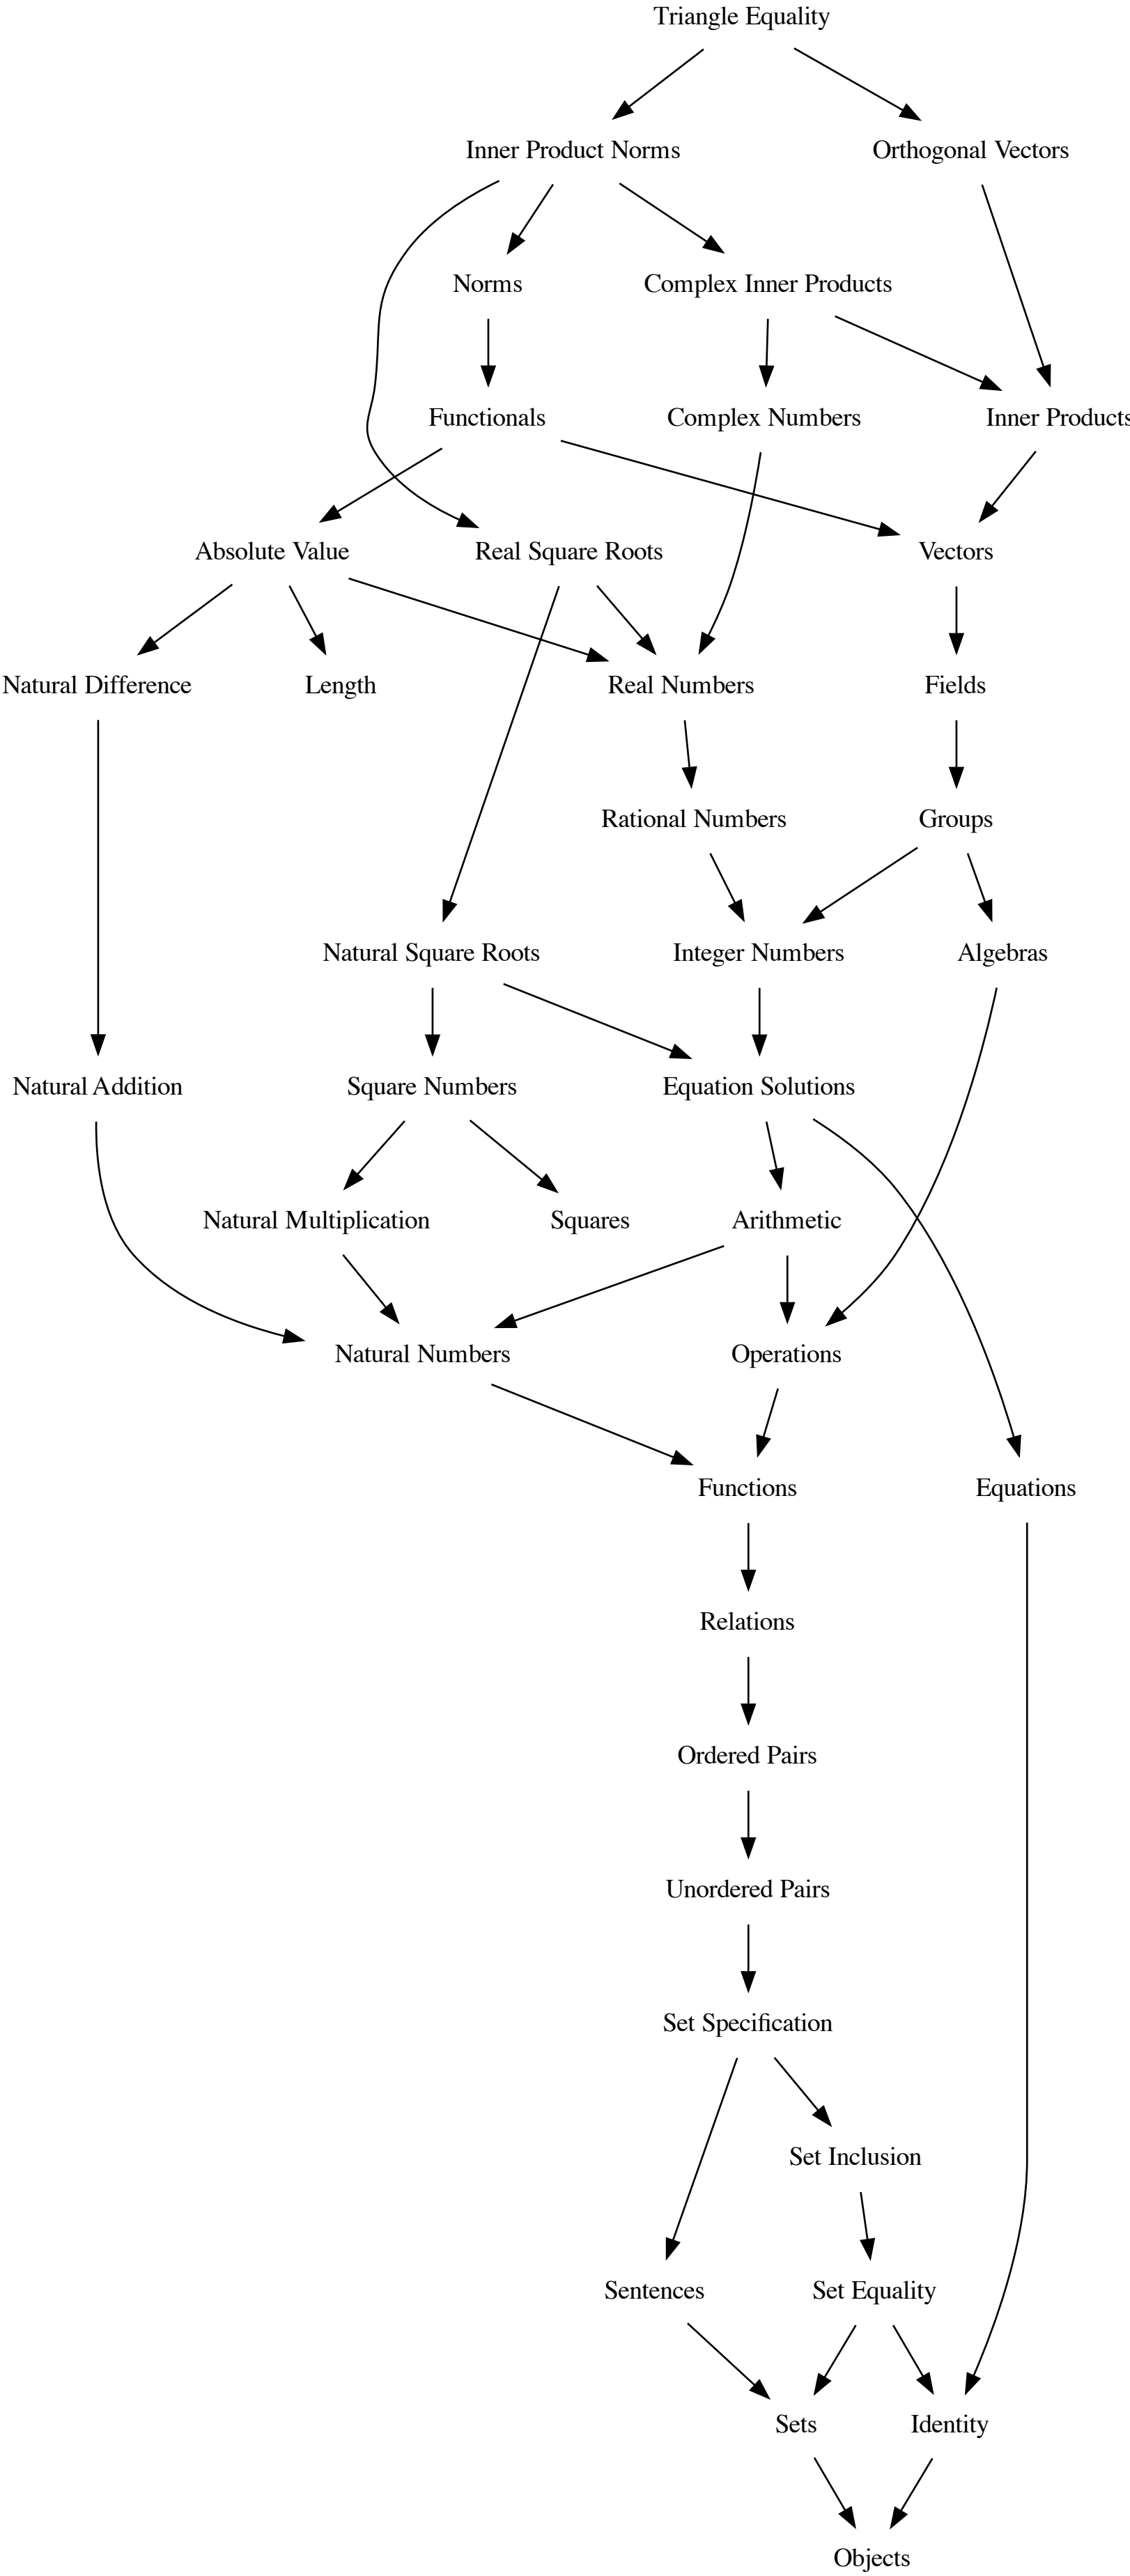 Triangle Equality
Inner Product Norms
Orthogonal Vectors
Norms
Complex Inner Products
Functionals
Complex Numbers
Inner Products
Absolute Value
Real Square Roots
Vectors
Natural Difference
Length
Real Numbers
Fields
Rational Numbers
Groups
Natural Square Roots
Integer Numbers
Algebras
Natural Addition
Square Numbers
Equation Solutions
Natural Multiplication
Squares
Arithmetic
Natural Numbers
Operations
Functions
Equations
Relations
Ordered Pairs
Unordered Pairs
Set Specification
Set Inclusion
Sentences
Set Equality
Sets
Identity
Objects